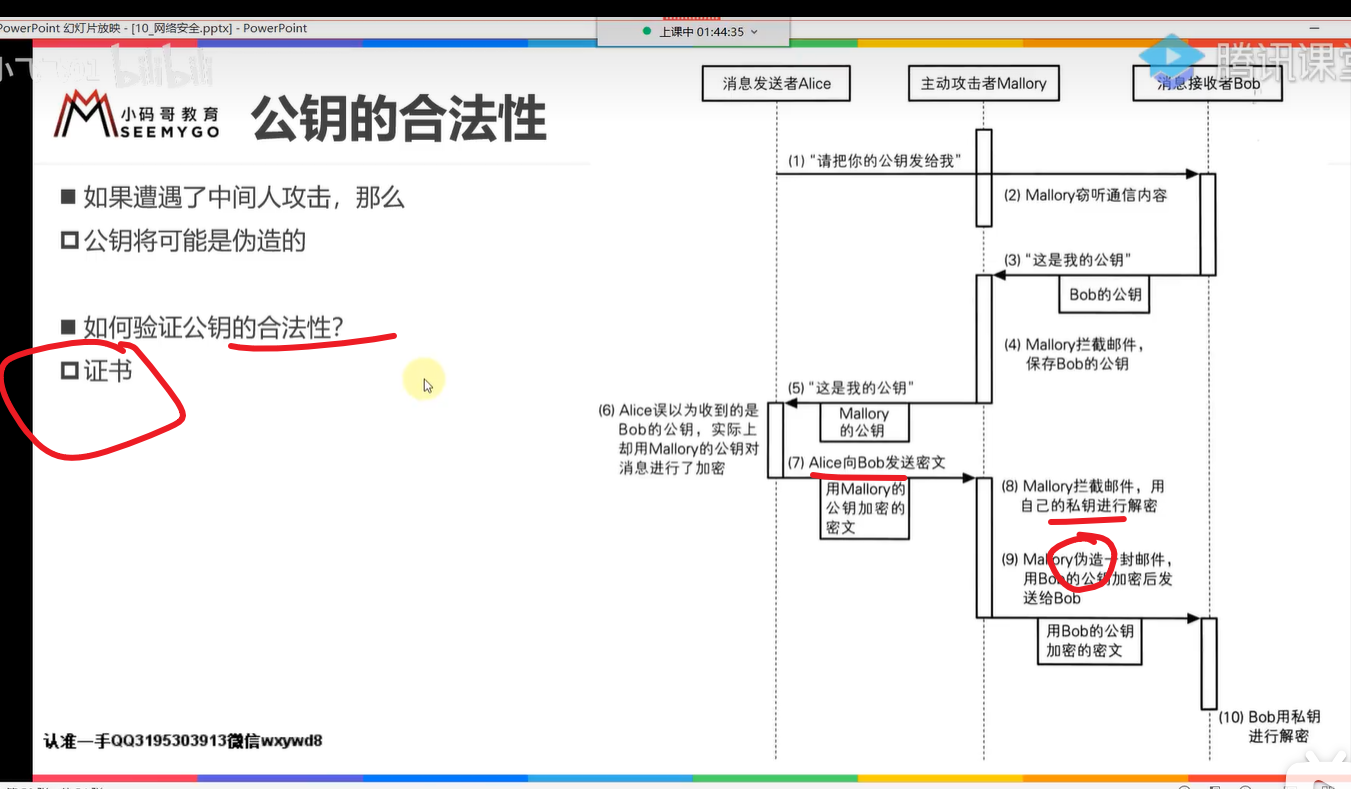 PowerPoint 幻灯片放映 - [10_网络安全.pptx] - PowerPoint
上课中 01:44:35
bilibili
腾讯课堂
小码哥教育
SEEMYGO
公钥的合法性
■ 如果遭遇了中间人攻击，那么
公钥将可能是伪造的
■ 如何验证公钥的合法性？
证书
消息发送者Alice
主动攻击者Mallory
消息接收者Bob
(1) “请把你的公钥发给我”
(2) Mallory窃听通信内容
(3) “这是我的公钥”
Bob的公钥
(4) Mallory拦截邮件，
保存Bob的公钥
(5) “这是我的公钥”
Mallory
的公钥
(6) Alice误以为收到的是
Bob的公钥，实际上
却用Mallory的公钥对
消息进行了加密
(7) Alice向Bob发送密文
用Mallory的
公钥加密的
密文
(8) Mallory拦截邮件，用
自己的私钥进行解密
(9) Mallory伪造一封邮件，
用Bob的公钥加密后发
送给Bob
用Bob的公钥
加密的密文
(10) Bob用私钥
进行解密
认准一手QQ3195303913微信wxywd8